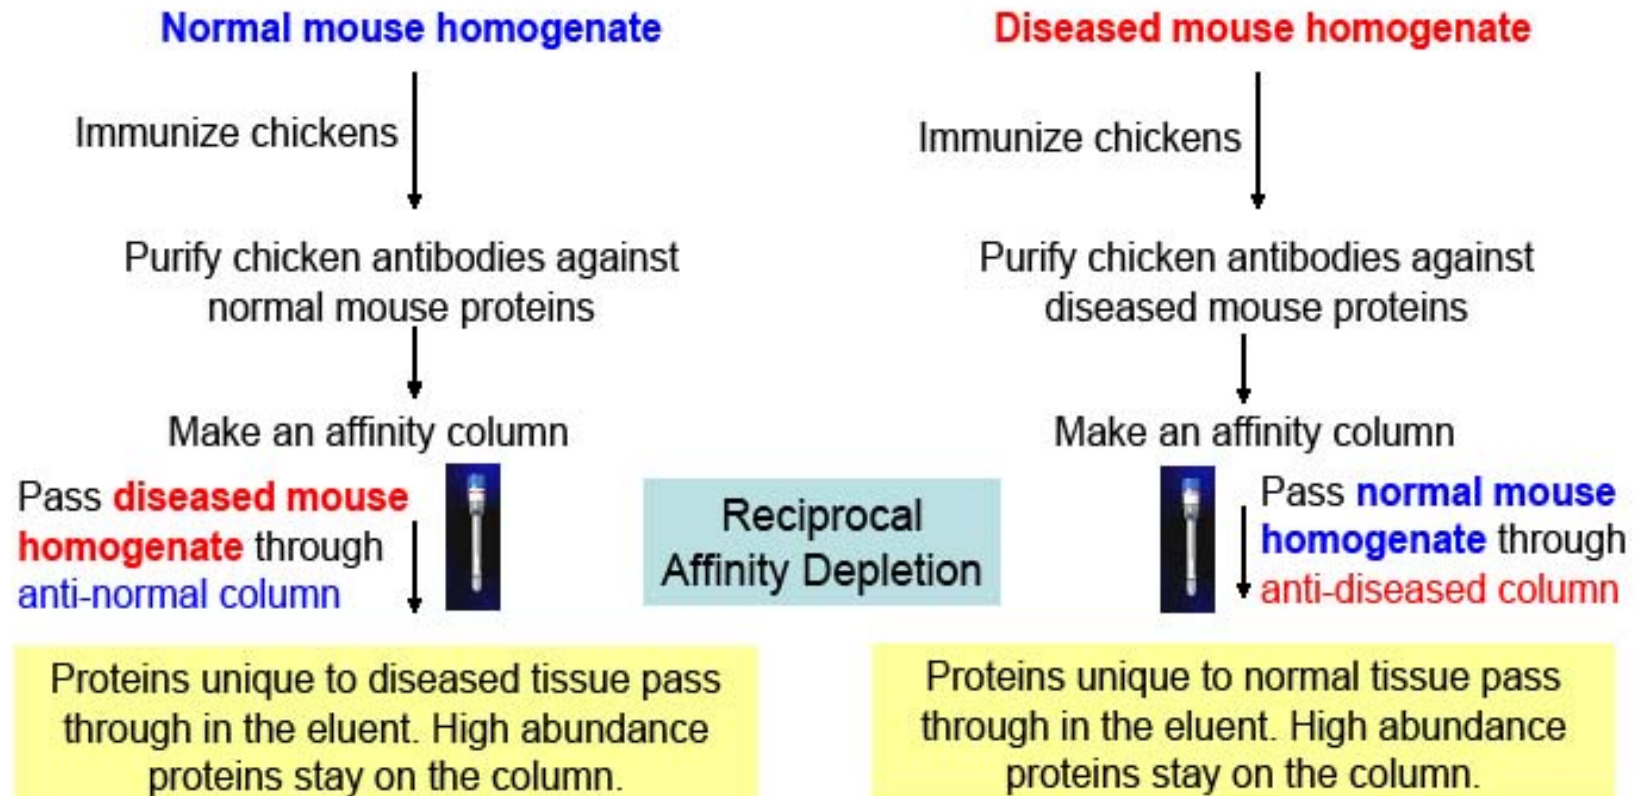 Normal mouse homogenate
Immunize chickens
Purify chicken antibodies against
normal mouse proteins
Make an affinity column
Pass diseased mouse
homogenate through
anti-normal column
Proteins unique to diseased tissue pass
through in the eluent. High abundance
proteins stay on the column.
Reciprocal
Affinity Depletion
Diseased mouse homogenate
Immunize chickens
Purify chicken antibodies against
diseased mouse proteins
Make an affinity column
Pass normal mouse
homogenate through
anti-diseased column
Proteins unique to normal tissue pass
through in the eluent. High abundance
proteins stay on the column.